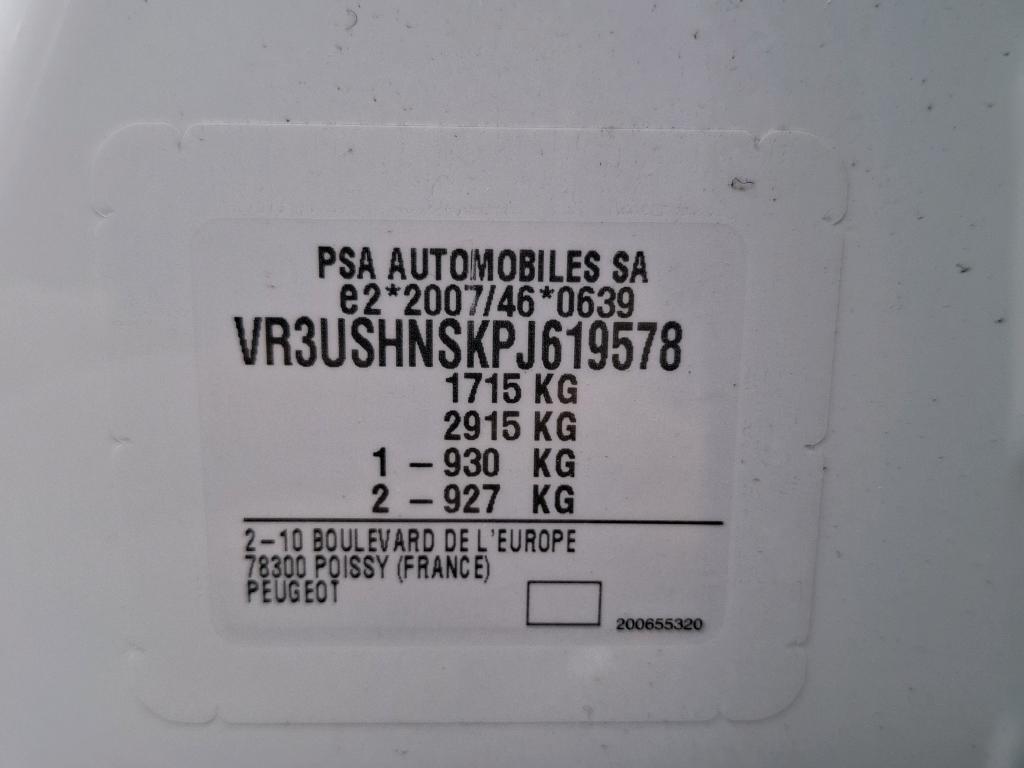 PSA AUTOMOBILES SA
e2*2007/46*0639
VR3USHNSKPJ619578
1715 KG
2915 KG
1 – 930 KG
2 – 927 KG
2–10 BOULEVARD DE L'EUROPE
78300 POISSY (FRANCE)
PEUGEOT
200655320